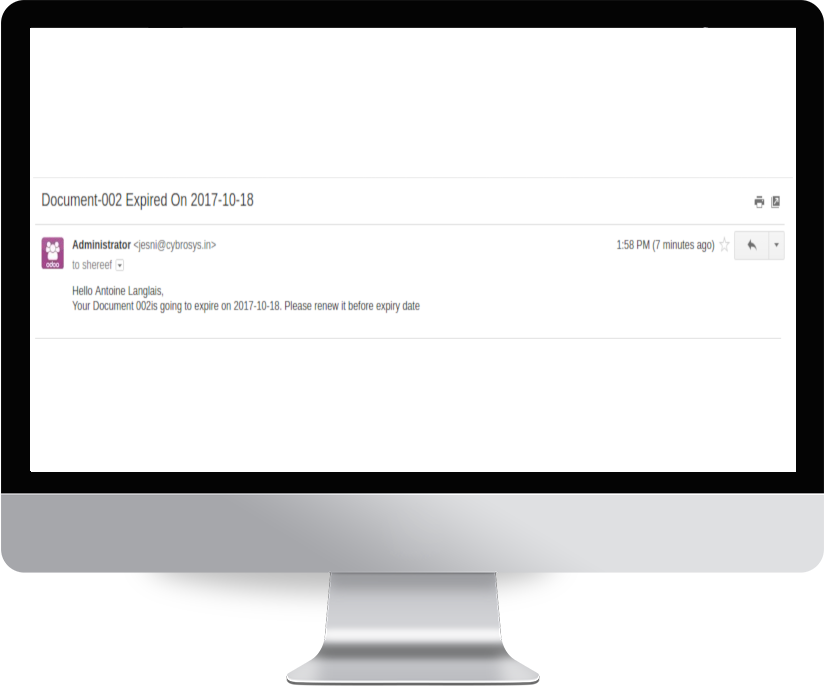 Document-002 Expired On 2017-10-18
Administrator <jesni@cybrosys.in>
1:58 PM (7 minutes ago)
odoo
to shereef
Hello Antoine Langlais,
Your Document 002is going to expire on 2017-10-18. Please renew it before expiry date